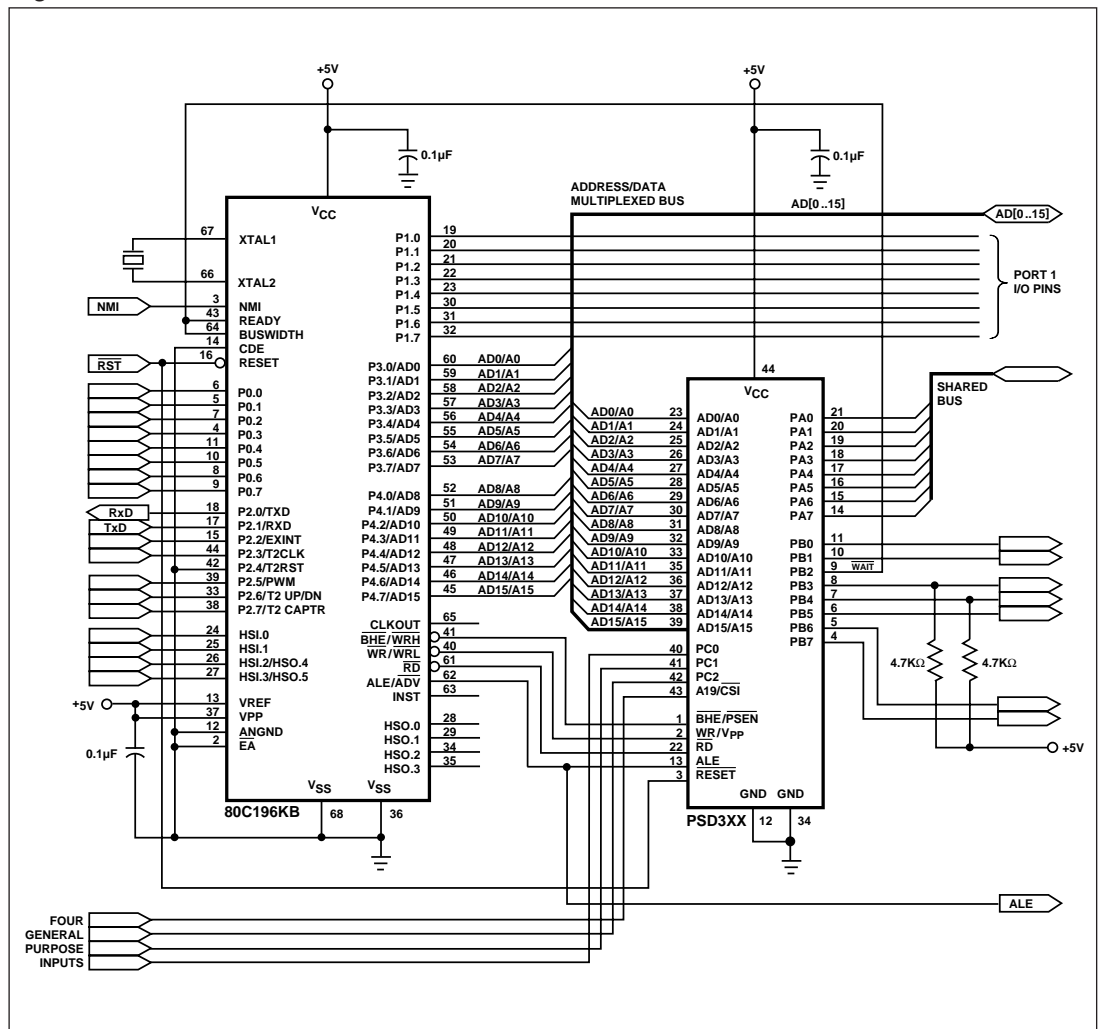 +5V
+5V
0.1µF
0.1µF
ADDRESS/DATA
MULTIPLEXED BUS
AD[0 ..15]
AD[0 ..15]
VCC
67 XTAL1
66 XTAL2
3 NMI
NMI
43 READY
64 BUSWIDTH
14 CDE
16 RESET
RST
6 P0.0
5 P0.1
7 P0.2
4 P0.3
11 P0.4
10 P0.5
8 P0.6
9 P0.7
RxD 18 P2.0/TXD
TxD 17 P2.1/RXD
15 P2.2/EXINT
44 P2.3/T2CLK
42 P2.4/T2RST
39 P2.5/PWM
33 P2.6/T2 UP/DN
38 P2.7/T2 CAPTR
24 HSI.0
25 HSI.1
26 HSI.2/HSO.4
27 HSI.3/HSO.5
+5V
13 VREF
37 VPP
12 ANGND
2 EA
0.1µF
P1.0 19
P1.1 20
P1.2 21
P1.3 22
P1.4 23
P1.5 30
P1.6 31
P1.7 32
PORT 1
I/O PINS
P3.0/AD0 60 AD0/A0
P3.1/AD1 59 AD1/A1
P3.2/AD2 58 AD2/A2
P3.3/AD3 57 AD3/A3
P3.4/AD4 56 AD4/A4
P3.5/AD5 55 AD5/A5
P3.6/AD6 54 AD6/A6
P3.7/AD7 53 AD7/A7
P4.0/AD8 52 AD8/A8
P4.1/AD9 51 AD9/A9
P4.2/AD10 50 AD10/A10
P4.3/AD11 49 AD11/A11
P4.4/AD12 48 AD12/A12
P4.5/AD13 47 AD13/A13
P4.6/AD14 46 AD14/A14
P4.7/AD15 45 AD15/A15
CLKOUT 65
BHE/WRH 41
WR/WRL 40
RD 61
ALE/ADV 62
INST 63
HSO.0 28
HSO.1 29
HSO.2 34
HSO.3 35
VSS VSS
68 36
80C196KB
44
VCC
AD0/A0 23 AD0/A0
AD1/A1 24 AD1/A1
AD2/A2 25 AD2/A2
AD3/A3 26 AD3/A3
AD4/A4 27 AD4/A4
AD5/A5 28 AD5/A5
AD6/A6 29 AD6/A6
AD7/A7 30 AD7/A7
AD8/A8 31 AD8/A8
AD9/A9 32 AD9/A9
AD10/A10 33 AD10/A10
AD11/A11 35 AD11/A11
AD12/A12 36 AD12/A12
AD13/A13 37 AD13/A13
AD14/A14 38 AD14/A14
AD15/A15 39 AD15/A15
40 PC0
41 PC1
42 PC2
43 A19/CSI
1 BHE/PSEN
2 WR/VPP
22 RD
13 ALE
3 RESET
PA0 21
PA1 20
PA2 19
PA3 18
PA4 17
PA5 16
PA6 15
PA7 14
SHARED
BUS
PB0 11
PB1 10
PB2 9 WAIT
PB3 8
PB4 7
PB5 6
PB6 5
PB7 4
4.7KΩ 4.7KΩ
+5V
GND GND
12 34
PSD3XX
ALE
FOUR
GENERAL
PURPOSE
INPUTS